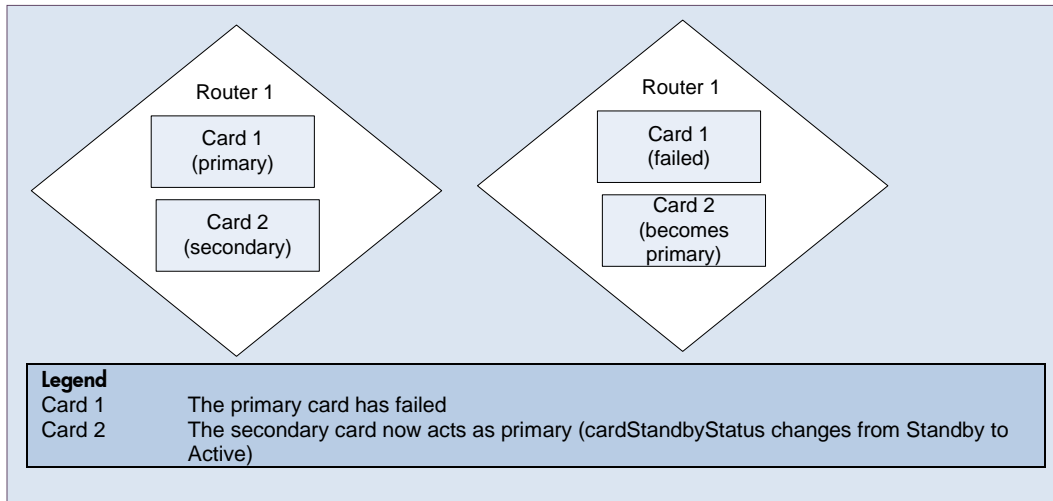 Router 1
Card 1
(primary)
Card 2
(secondary)
Router 1
Card 1
(failed)
Card 2
(becomes
primary)
Legend
Card 1 The primary card has failed
Card 2 The secondary card now acts as primary (cardStandbyStatus changes from Standby to
Active)